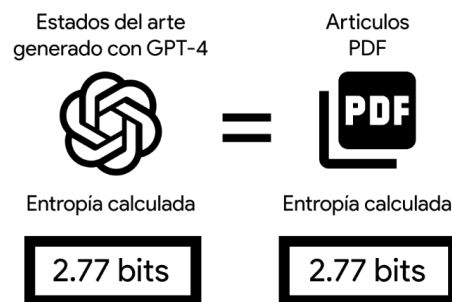 Estados del arte
generado con GPT-4
Articulos
PDF
PDF
Entropía calculada
Entropía calculada
2.77 bits
2.77 bits